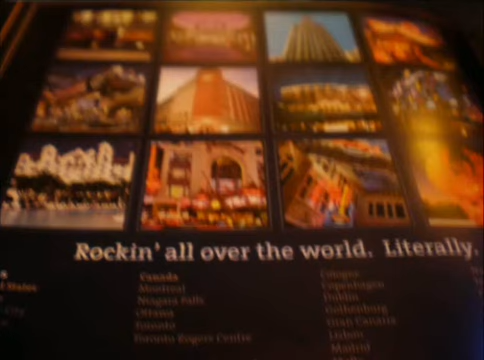 Rockin' all over the world. Literally.
Canada
Montreal
Niagara Falls
Ottawa
Toronto
Toronto Rogers Centre
Cologne
Copenhagen
Dublin
Gothenburg
Gran Canaria
Lisbon
Madrid